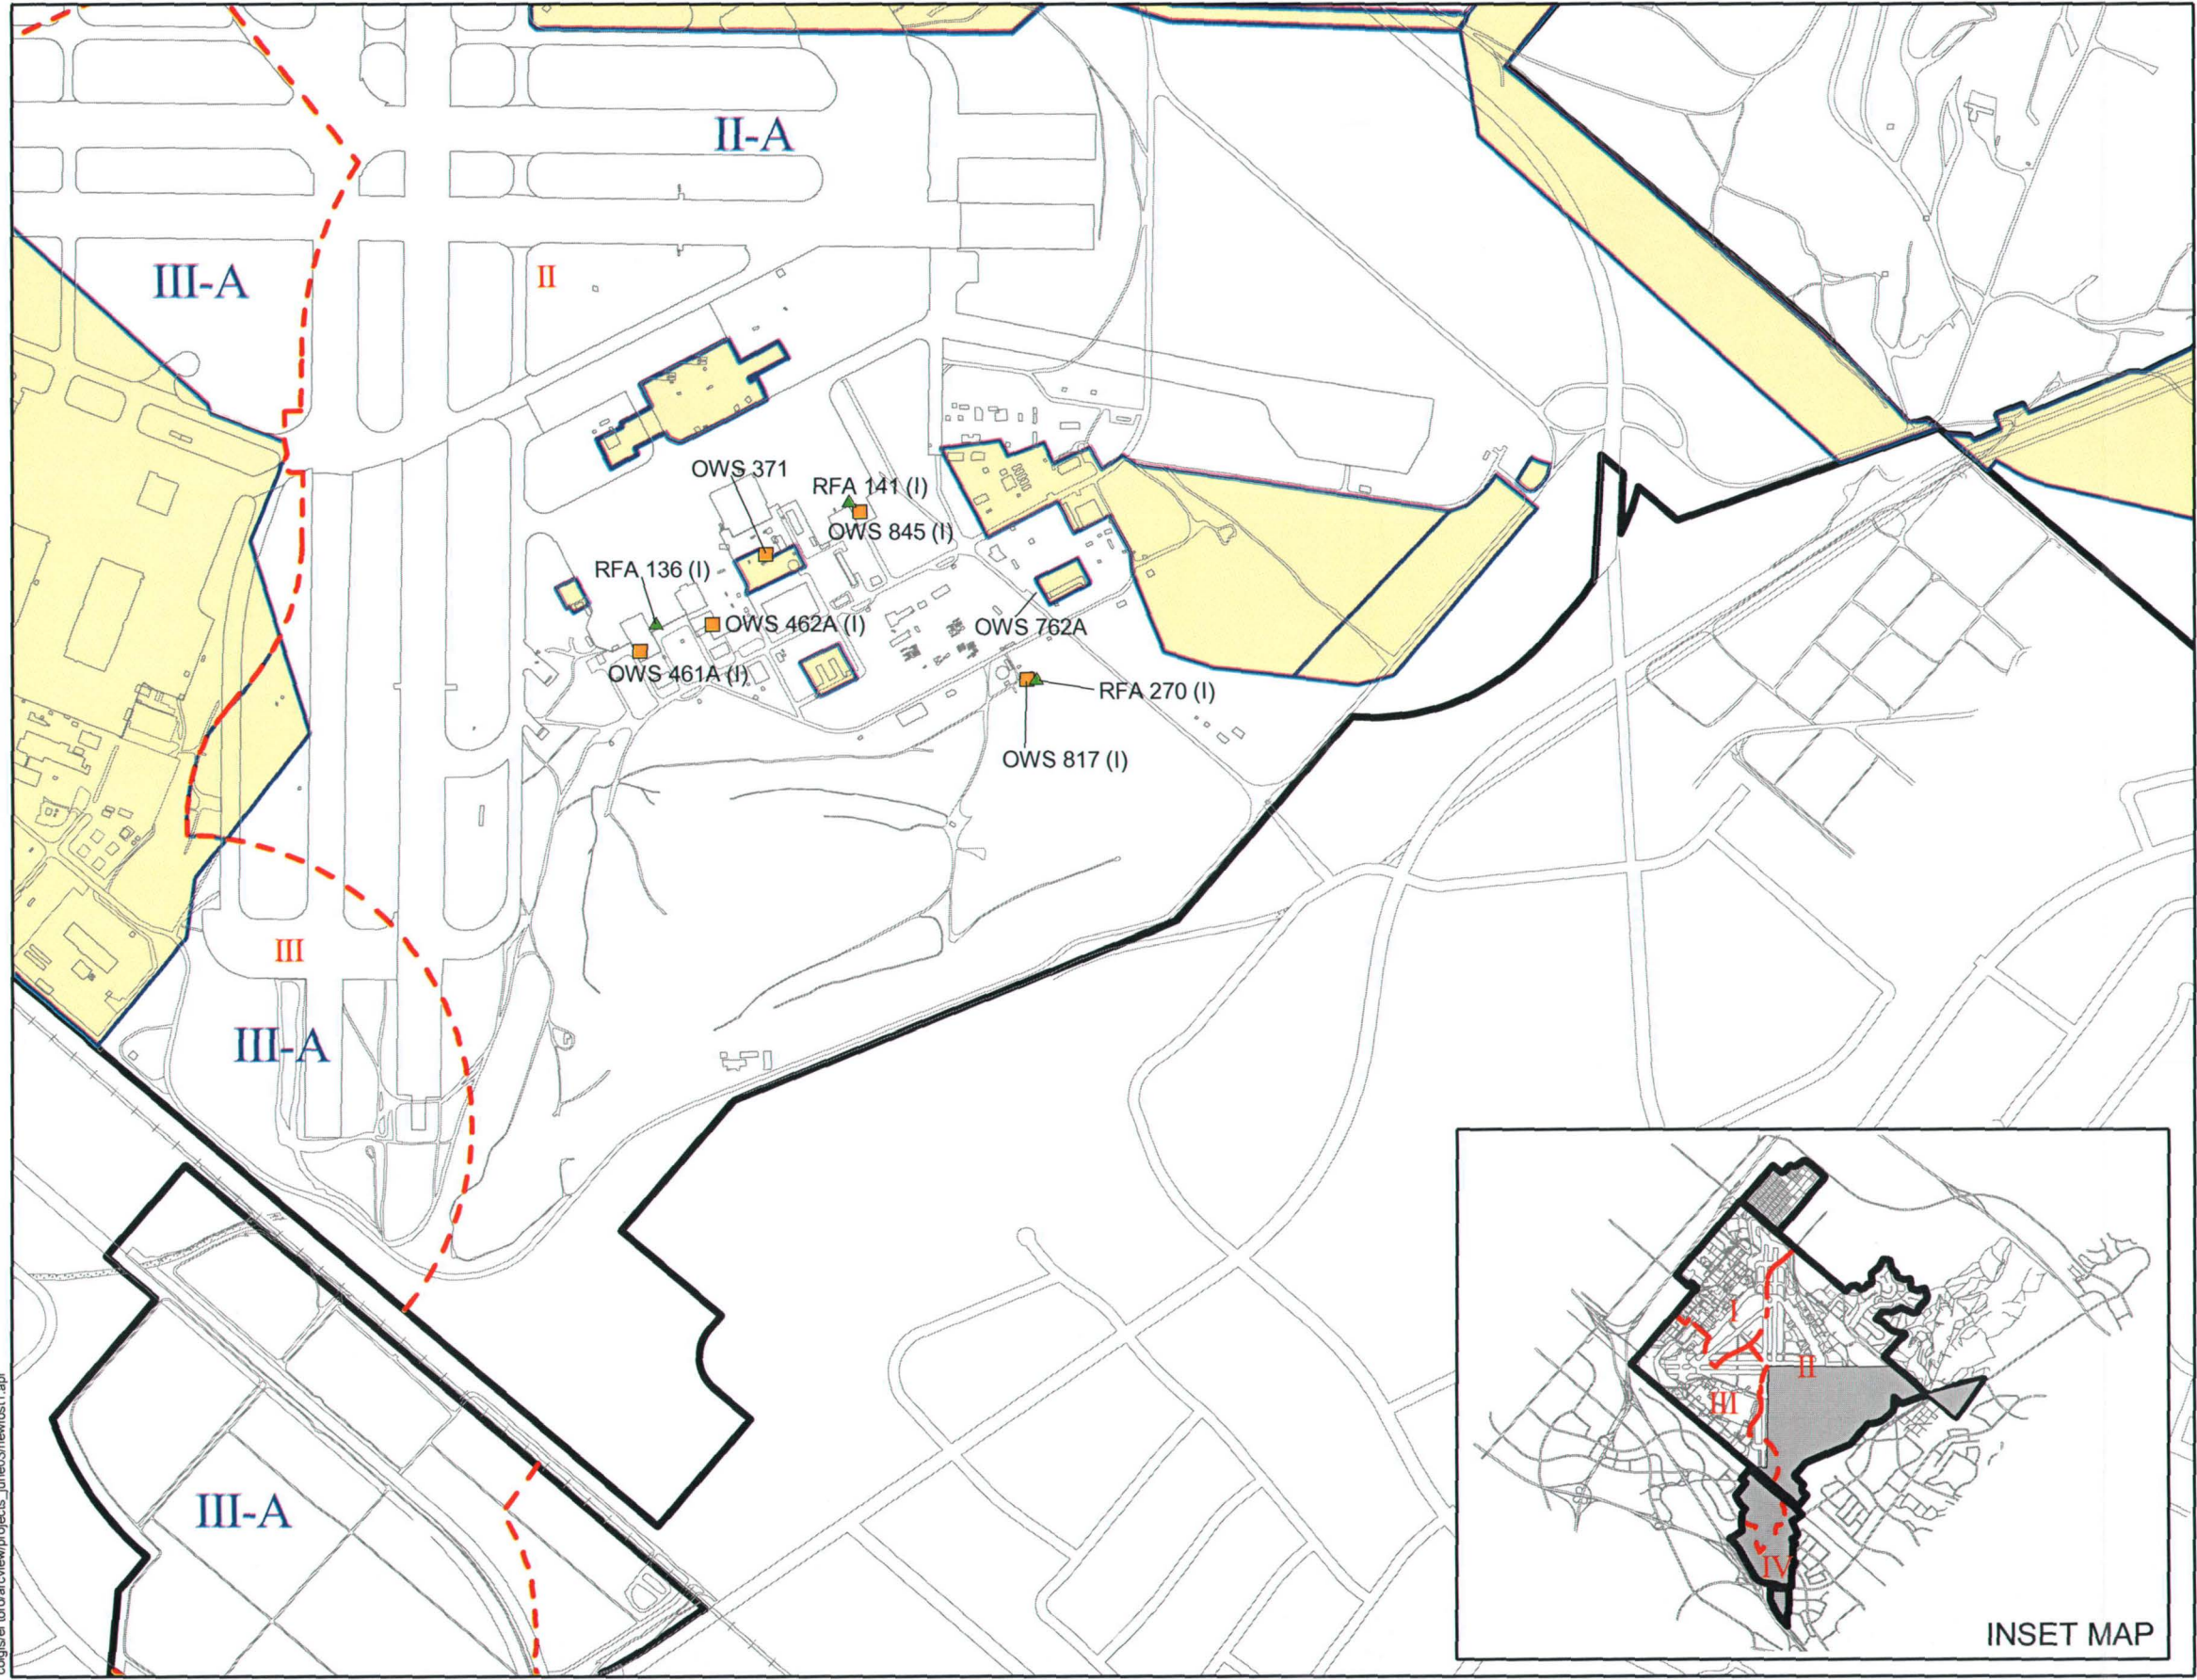 II-A
III-A
II
OWS 371
RFA 141 (I)
OWS 845 (I)
RFA 136 (I)
OWS 462A (I)
OWS 762A
OWS 461A (I)
RFA 270 (I)
OWS 817 (I)
III
III-A
III-A
I
II
III
IV
INSET MAP